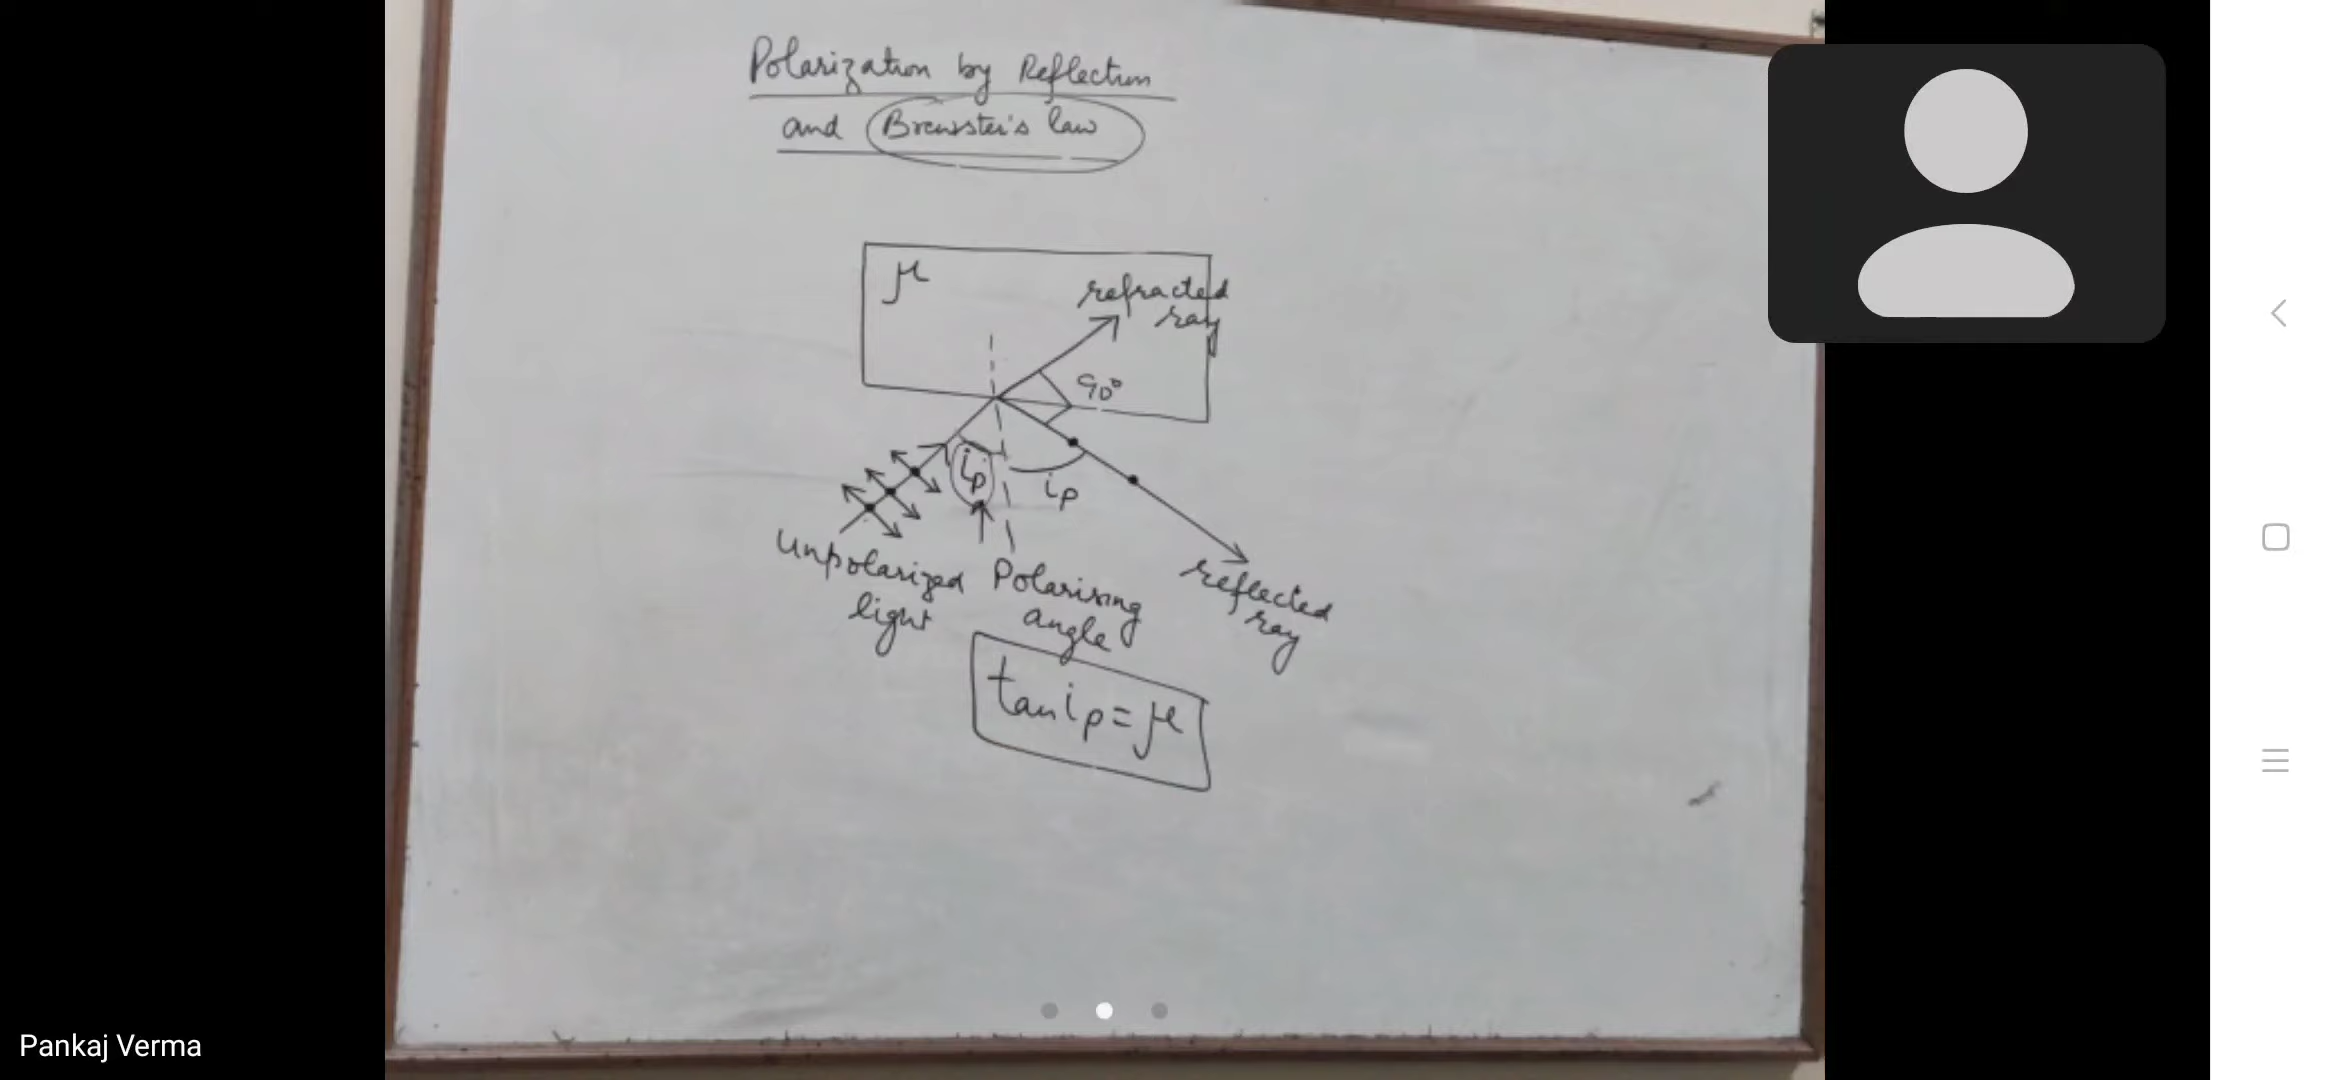 Polarization by Reflection
and Brewster's law
μ
refracted
ray
90°
ip
ip
Unpolarized
light
Polarising
angle
reflected
ray
tan ip = μ
Pankaj Verma